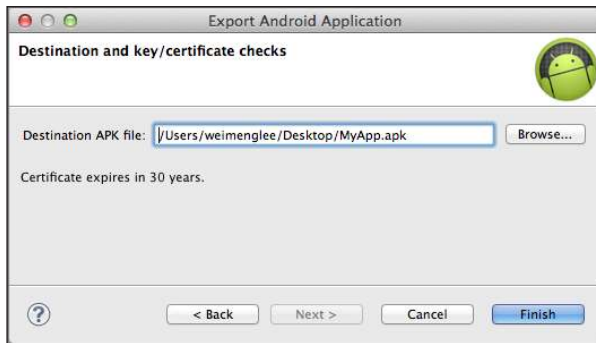 Export Android Application
Destination and key/certificate checks
Destination APK file: /Users/weimenglee/Desktop/MyApp.apk Browse...
Certificate expires in 30 years.
? < Back Next > Cancel Finish